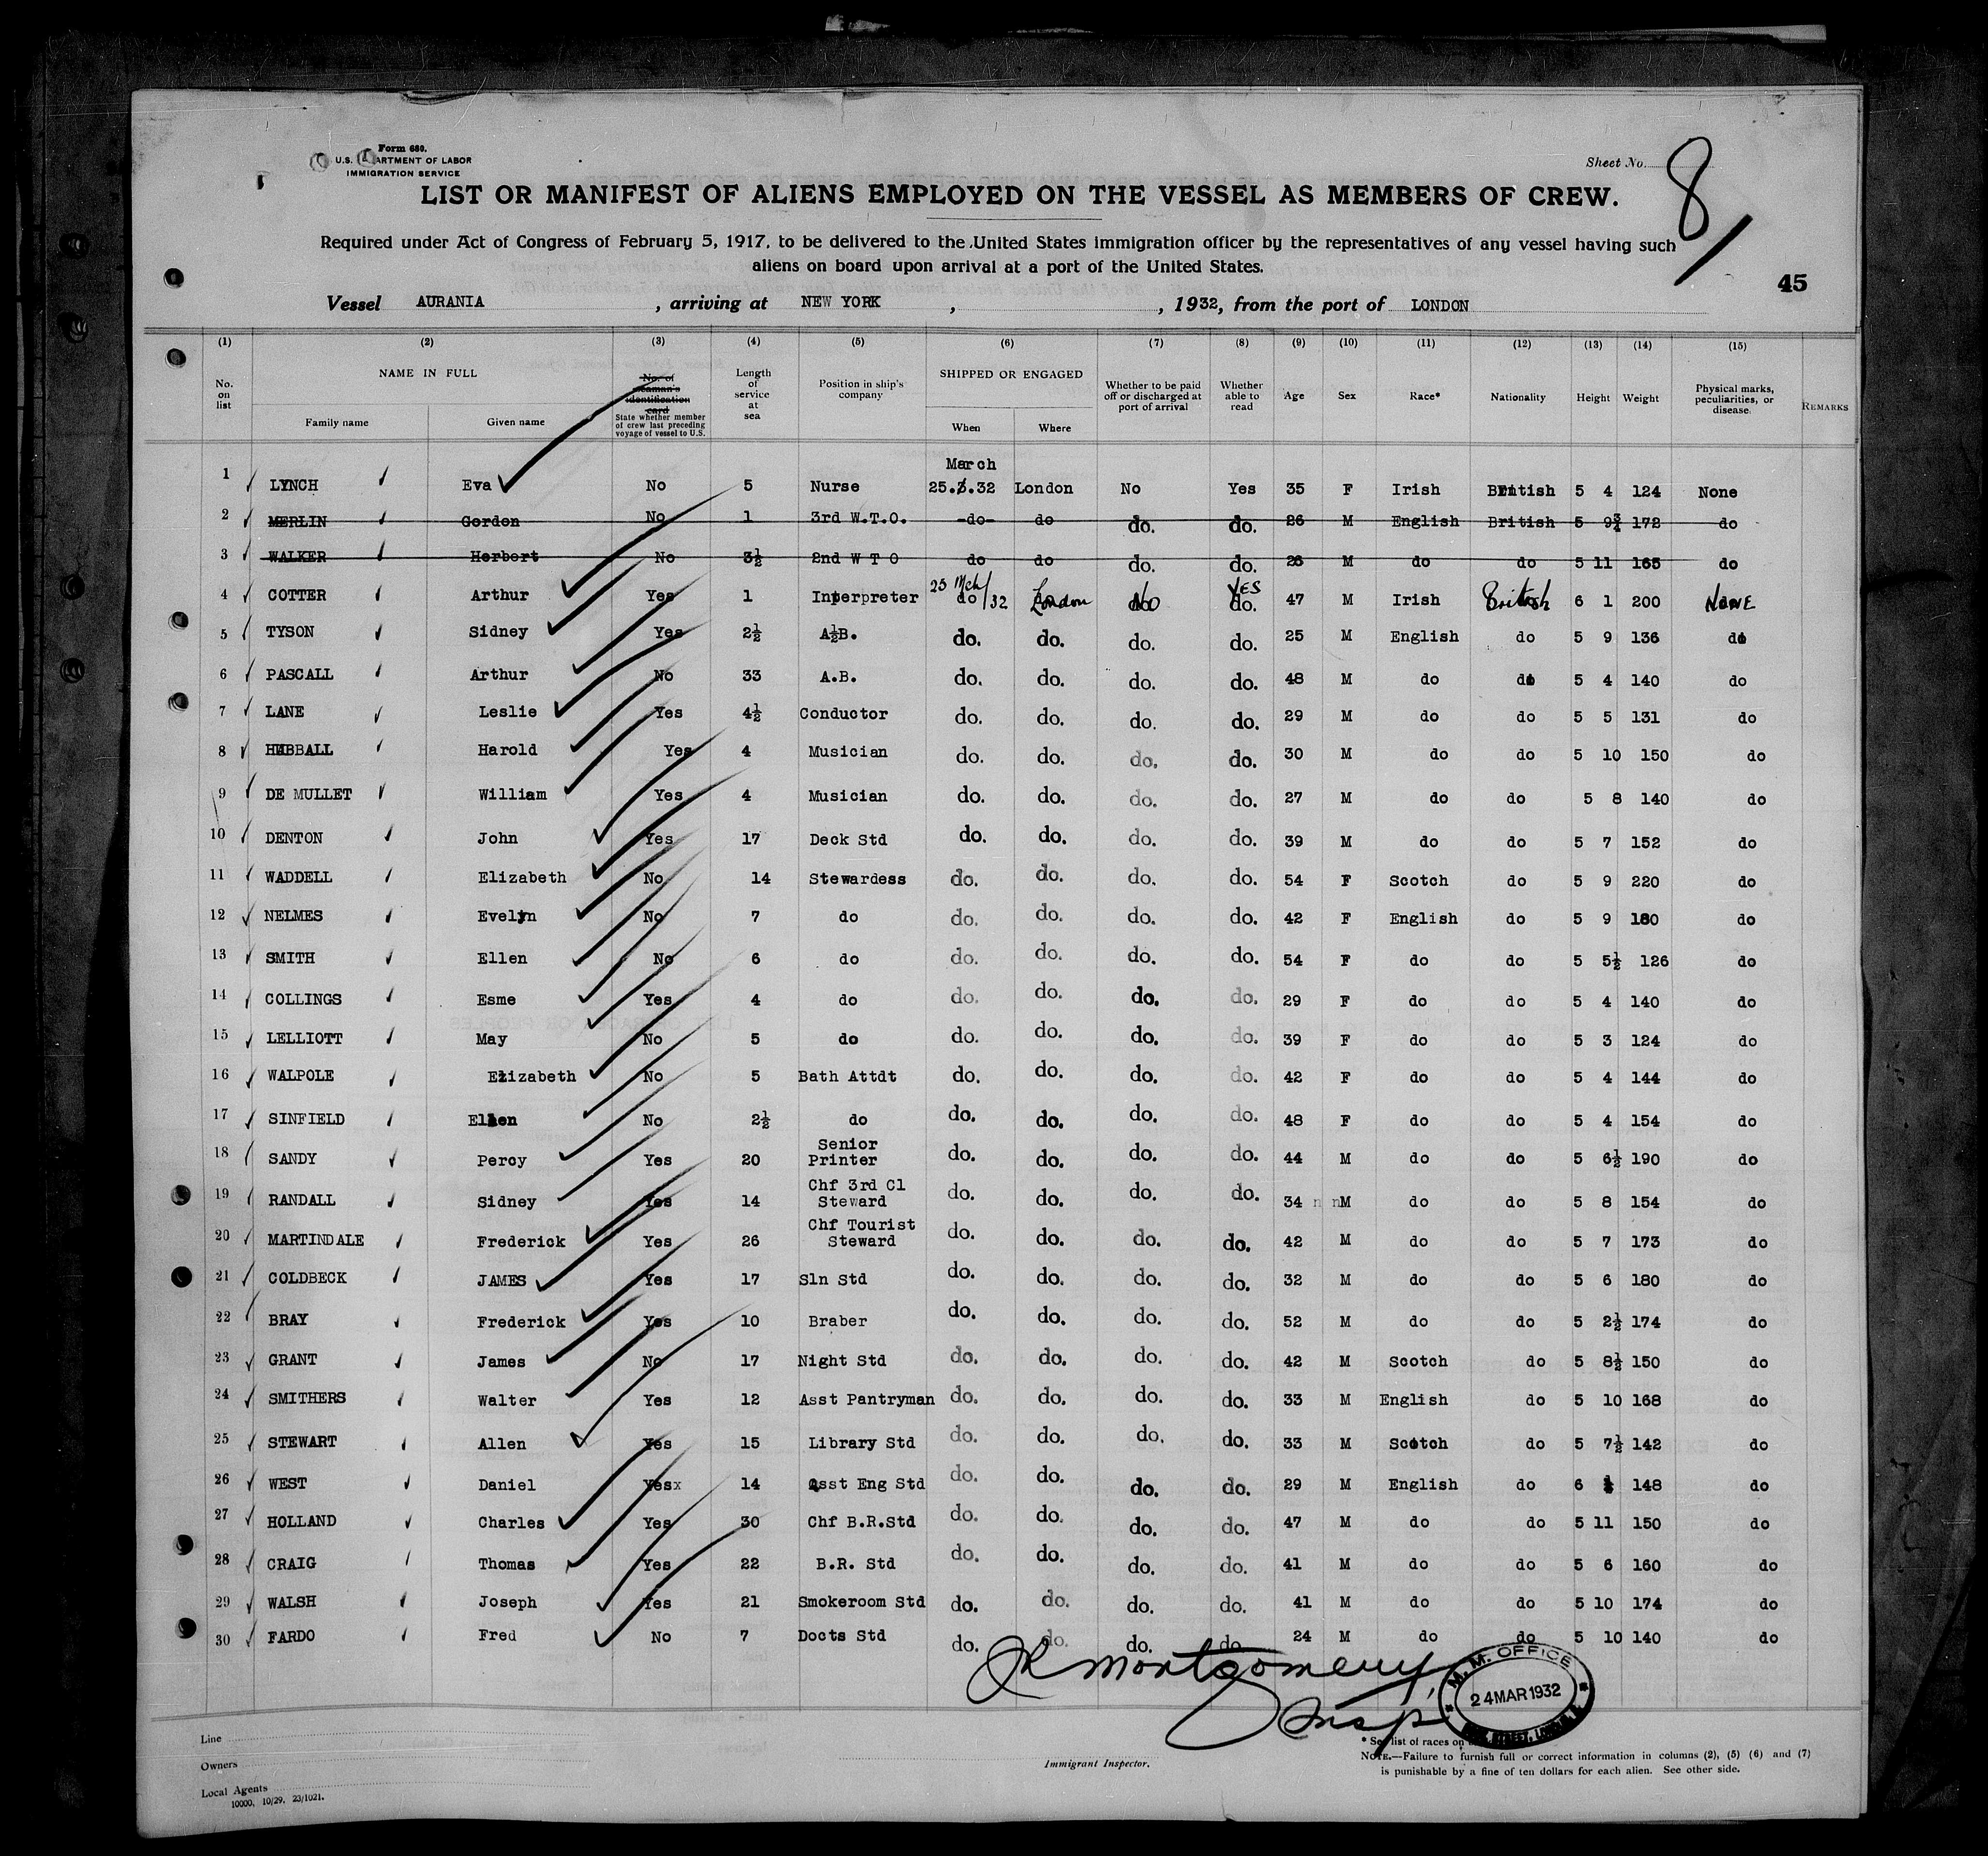 Form 680.
U.S. DEPARTMENT OF LABOR
IMMIGRATION SERVICE
Sheet No. 8
LIST OR MANIFEST OF ALIENS EMPLOYED ON THE VESSEL AS MEMBERS OF CREW.
Required under Act of Congress of February 5, 1917, to be delivered to the United States immigration officer by the representatives of any vessel having such
aliens on board upon arrival at a port of the United States.
45
Vessel AURANIA , arriving at NEW YORK , , 1932, from the port of LONDON
(1) (2) (3) (4) (5) (6) (7) (8) (9) (10) (11) (12) (13) (14) (15)
No. on list NAME IN FULL Family name Given name No. of seaman's identification card State whether member of crew last preceding voyage of vessel to U.S. Length of service at sea Position in ship's company SHIPPED OR ENGAGED When Where Whether to be paid off or discharged at port of arrival Whether able to read Age Sex Race* Nationality Height Weight Physical marks, peculiarities, or disease. REMARKS
March
1 LYNCH Eva No 5 Nurse 25.3.32 London No Yes 35 F Irish British 5 4 124 None
2 MERLIN Gordon No 1 3rd W.T.O. -do- do do. do. 26 M English British 5 9¾ 172 do
3 WALKER Herbert No 3½ 2nd W T O do do do. do. 26 M do do 5 11 165 do
4 COTTER Arthur Yes 1 Interpreter 25 Mch/32 London No YES 47 M Irish British 6 1 200 NONE
5 TYSON Sidney Yes 2½ A.B. do. do. do. do. 25 M English do 5 9 136 do
6 PASCALL Arthur No 33 A.B. do. do. do. do. 48 M do do 5 4 140 do
7 LANE Leslie Yes 4½ Conductor do. do. do. do. 29 M do do 5 5 131 do
8 HUBBALL Harold Yes 4 Musician do. do. do. do. 30 M do do 5 10 150 do
9 DE MULLET William Yes 4 Musician do. do. do. do. 27 M do do 5 8 140 do
10 DENTON John Yes 17 Deck Std do. do. do. do. 39 M do do 5 7 152 do
11 WADDELL Elizabeth No 14 Stewardess do. do. do. do. 54 F Scotch do 5 9 220 do
12 NELMES Evelyn No 7 do do. do. do. do. 42 F English do 5 9 180 do
13 SMITH Ellen No 6 do do. do. do. do. 54 F do do 5 5½ 126 do
14 COLLINGS Esme Yes 4 do do. do. do. do. 29 F do do 5 4 140 do
15 LELLIOTT May No 5 do do. do. do. do. 39 F do do 5 3 124 do
16 WALPOLE Elizabeth No 5 Bath Attdt do. do. do. do. 42 F do do 5 4 144 do
17 SINFIELD Ellen No 2½ do do. do. do. do. 48 F do do 5 4 154 do
18 SANDY Percy Yes 20 Senior Printer do. do. do. do. 44 M do do 5 6½ 190 do
19 RANDALL Sidney Yes 14 Chf 3rd Cl Steward do. do. do. do. 34 M do do 5 8 154 do
20 MARTINDALE Frederick Yes 26 Chf Tourist Steward do. do. do. do. 42 M do do 5 7 173 do
21 COLDBECK JAMES Yes 17 Sln Std do. do. do. do. 32 M do do 5 6 180 do
22 BRAY Frederick Yes 10 Braber do. do. do. do. 52 M do do 5 2½ 174 do
23 GRANT James No 17 Night Std do. do. do. do. 42 M Scotch do 5 8½ 150 do
24 SMITHERS Walter Yes 12 Asst Pantryman do. do. do. do. 33 M English do 5 10 168 do
25 STEWART Allen Yes 15 Library Std do. do. do. do. 33 M Scotch do 5 7½ 142 do
26 WEST Daniel Yesx 14 Asst Eng Std do. do. do. do. 29 M English do 6 148 do
27 HOLLAND Charles Yes 30 Chf B.R.Std do. do. do. do. 47 M do do 5 11 150 do
28 CRAIG Thomas Yes 22 B.R. Std do. do. do. do. 41 M do do 5 6 160 do
29 WALSH Joseph Yes 21 Smokeroom Std do. do. do. do. 41 M do do 5 10 174 do
30 FARDO Fred No 7 Docts Std do. do. do. do 24 M do do 5 10 140 do
Montgomery
Insp
M. M. OFFICE
24 MAR 1932
STREET, LONDON, E.
Line
Owners
Local Agents
10000, 10/29. 23/1021.
Immigrant Inspector.
* See list of races on
NOTE.—Failure to furnish full or correct information in columns (2), (5) (6) and (7)
is punishable by a fine of ten dollars for each alien. See other side.